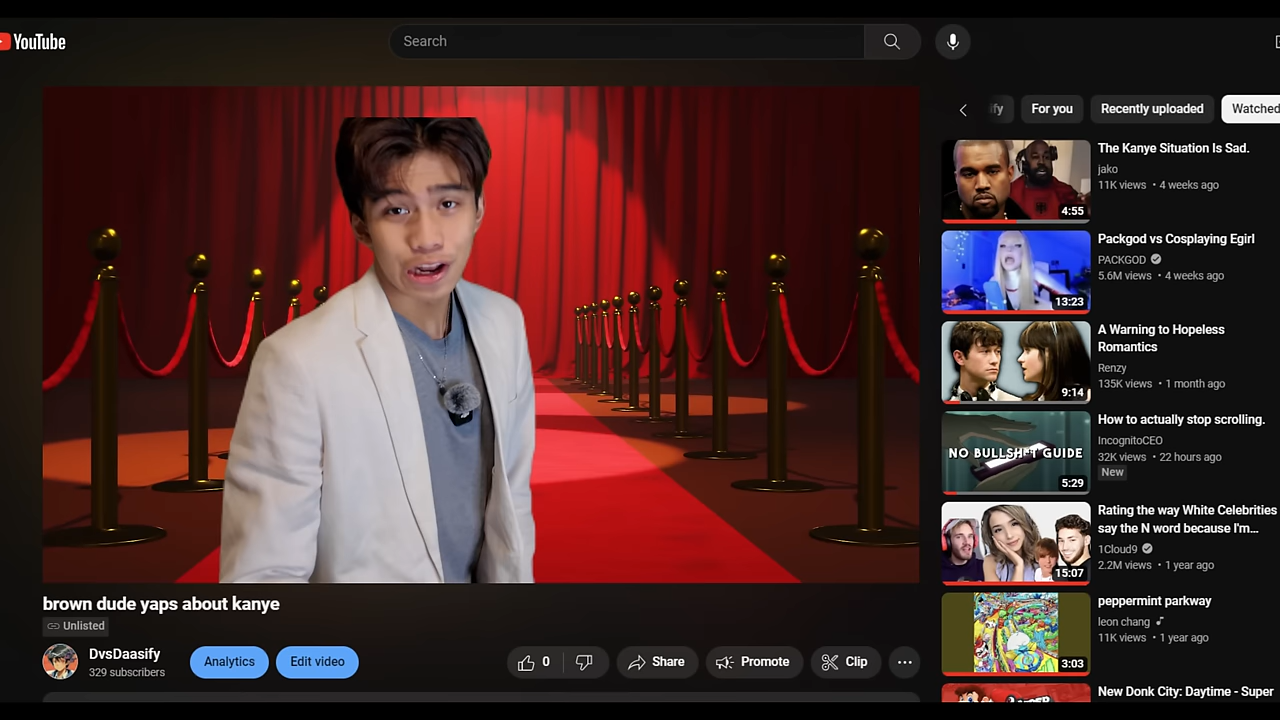 YouTube
Search
ify
For you
Recently uploaded
Watched
brown dude yaps about kanye
Unlisted
DvsDaasify
329 subscribers
Analytics
Edit video
0
Share
Promote
Clip
The Kanye Situation Is Sad.
jako
11K views • 4 weeks ago
4:55
Packgod vs Cosplaying Egirl
PACKGOD
5.6M views • 4 weeks ago
13:23
A Warning to Hopeless
Romantics
Renzy
135K views • 1 month ago
9:14
How to actually stop scrolling.
IncognitoCEO
32K views • 22 hours ago
New
NO BULLSH*T GUIDE
5:29
Rating the way White Celebrities
say the N word because I'm...
1Cloud9
2.2M views • 1 year ago
15:07
peppermint parkway
leon chang
11K views • 1 year ago
3:03
New Donk City: Daytime - Super